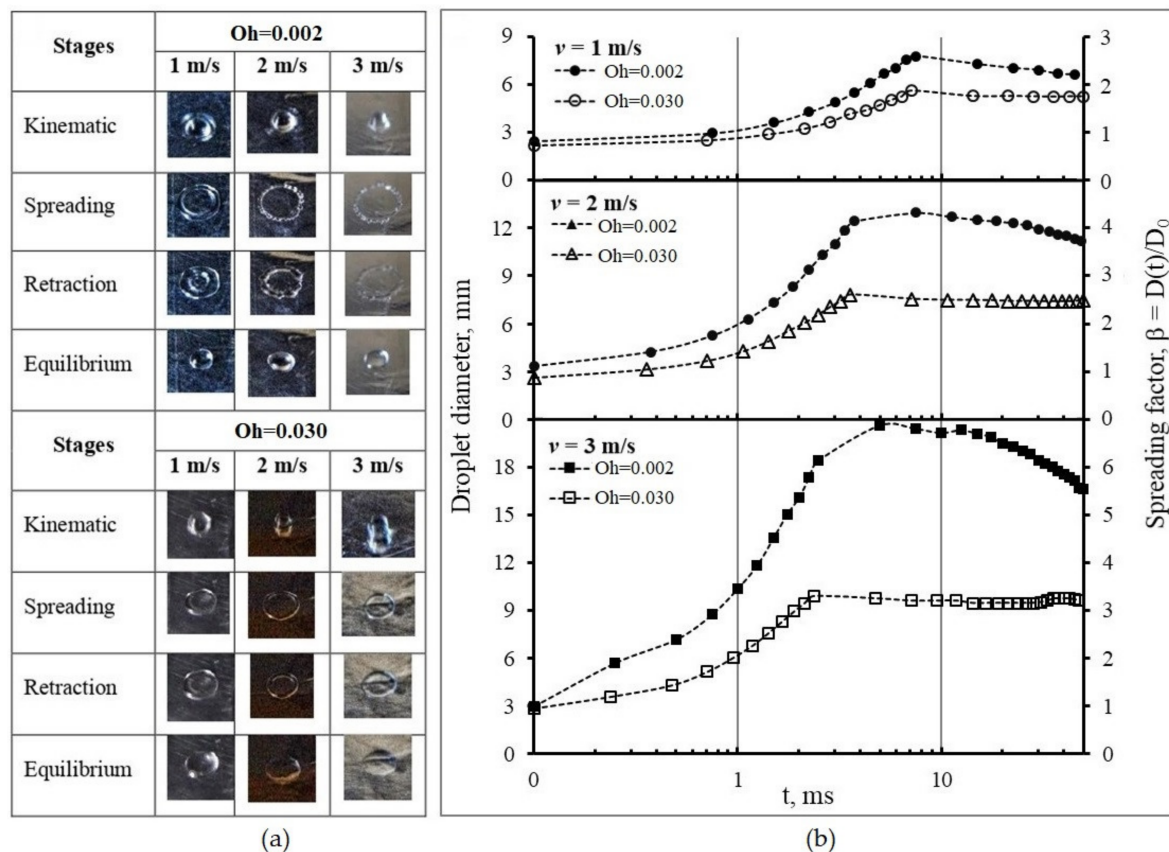 Stages
Oh=0.002
1 m/s 2 m/s 3 m/s
Kinematic
Spreading
Retraction
Equilibrium
Stages
Oh=0.030
1 m/s 2 m/s 3 m/s
Kinematic
Spreading
Retraction
Equilibrium
(a)
Droplet diameter, mm
9
6
3
0
v = 1 m/s
Oh=0.002
Oh=0.030
3
2
1
0
12
9
6
3
0
v = 2 m/s
Oh=0.002
Oh=0.030
4
3
2
1
0
18
15
12
9
6
3
0
v = 3 m/s
Oh=0.002
Oh=0.030
6
5
4
3
2
1
0
Spreading factor, β = D(t)/D0
0 1 10
t, ms
(b)